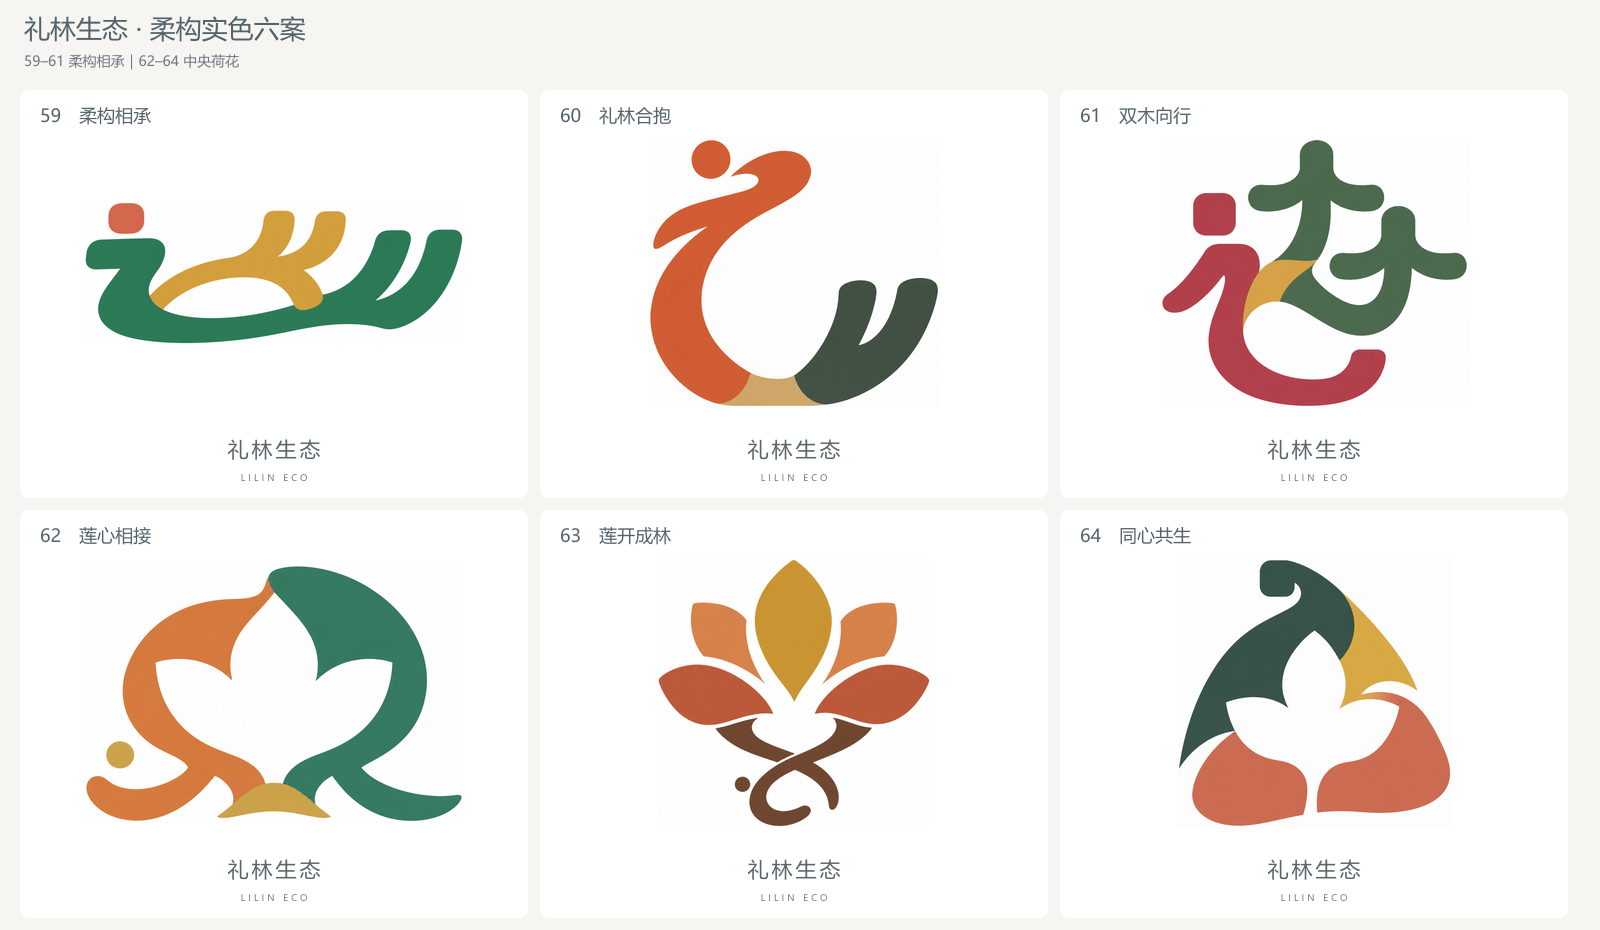 礼林生态 · 柔构实色六案
59–61 柔构相承 | 62–64 中央荷花
59 柔构相承
礼林生态
LILIN ECO
60 礼林合抱
礼林生态
LILIN ECO
61 双木向行
礼林生态
LILIN ECO
62 莲心相接
礼林生态
LILIN ECO
63 莲开成林
礼林生态
LILIN ECO
64 同心共生
礼林生态
LILIN ECO